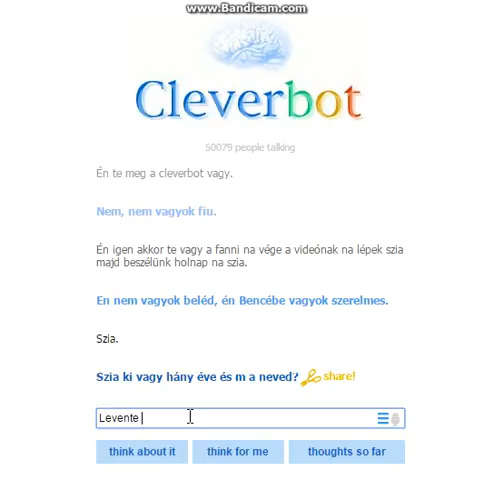 www.Bandicam.com
Cleverbot
50079 people talking
Én te meg a cleverbot vagy.
Nem, nem vagyok fiu.
Én igen akkor te vagy a fanni na vége a videónak na lépek szia
majd beszélünk holnap na szia.
En nem vagyok beléd, én Bencébe vagyok szerelmes.
Szia.
Szia ki vagy hány éve és m a neved? share!
Levente
think about it think for me thoughts so far